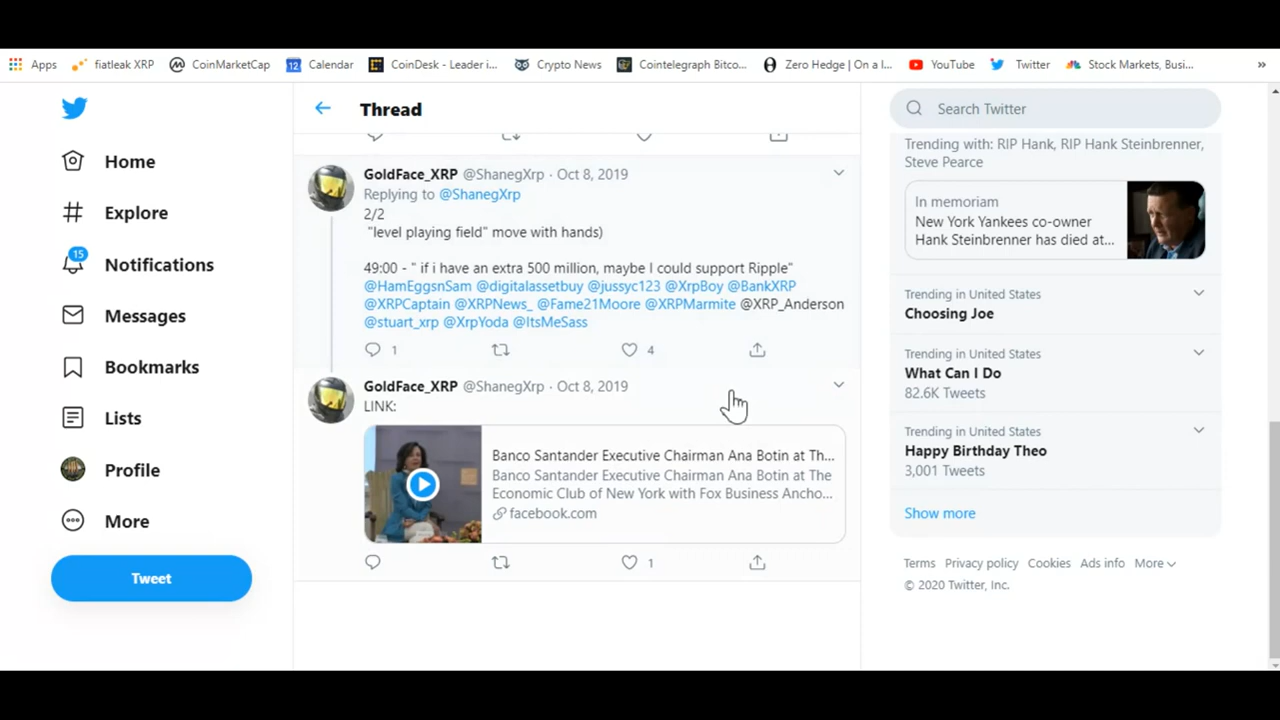 Apps
fiatleak XRP
CoinMarketCap
12
Calendar
CoinDesk - Leader i...
Crypto News
Cointelegraph Bitco...
Zero Hedge | On a l...
YouTube
Twitter
Stock Markets, Busi...
»
Home
Explore
15
Notifications
Messages
Bookmarks
Lists
Profile
More
Tweet
Thread
GoldFace_XRP @ShanegXrp · Oct 8, 2019
Replying to @ShanegXrp
2/2
"level playing field" move with hands)
49:00 - " if i have an extra 500 million, maybe I could support Ripple"
@HamEggsnSam @digitalassetbuy @jussyc123 @XrpBoy @BankXRP
@XRPCaptain @XRPNews_ @Fame21Moore @XRPMarmite @XRP_Anderson
@stuart_xrp @XrpYoda @ItsMeSass
1
4
GoldFace_XRP @ShanegXrp · Oct 8, 2019
LINK:
Banco Santander Executive Chairman Ana Botin at Th...
Banco Santander Executive Chairman Ana Botin at The
Economic Club of New York with Fox Business Ancho...
facebook.com
1
Search Twitter
Trending with: RIP Hank, RIP Hank Steinbrenner,
Steve Pearce
In memoriam
New York Yankees co-owner
Hank Steinbrenner has died at...
Trending in United States
Choosing Joe
Trending in United States
What Can I Do
82.6K Tweets
Trending in United States
Happy Birthday Theo
3,001 Tweets
Show more
Terms Privacy policy Cookies Ads info More
© 2020 Twitter, Inc.